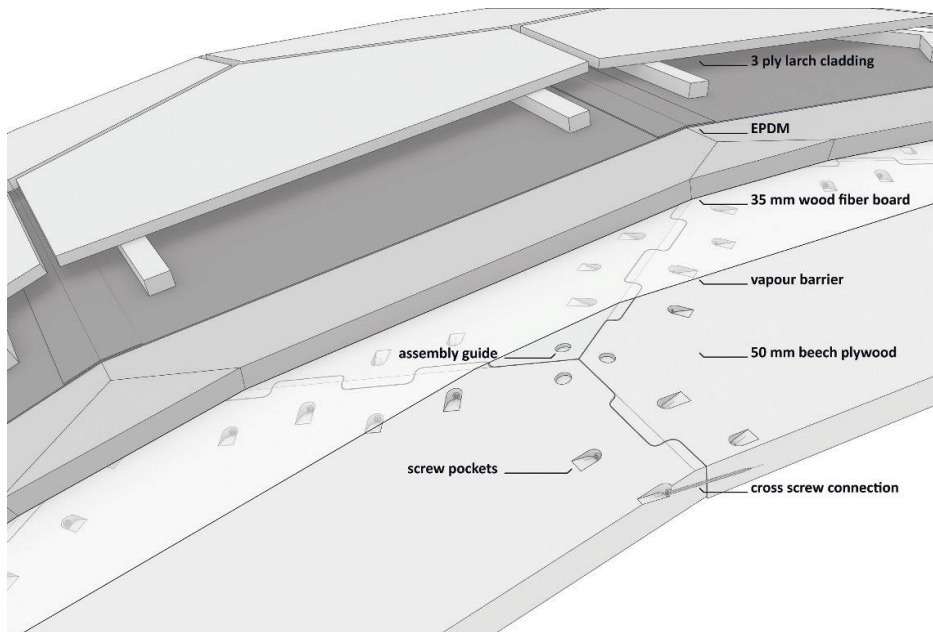 3 ply larch cladding
EPDM
35 mm wood fiber board
vapour barrier
assembly guide
50 mm beech plywood
screw pockets
cross screw connection